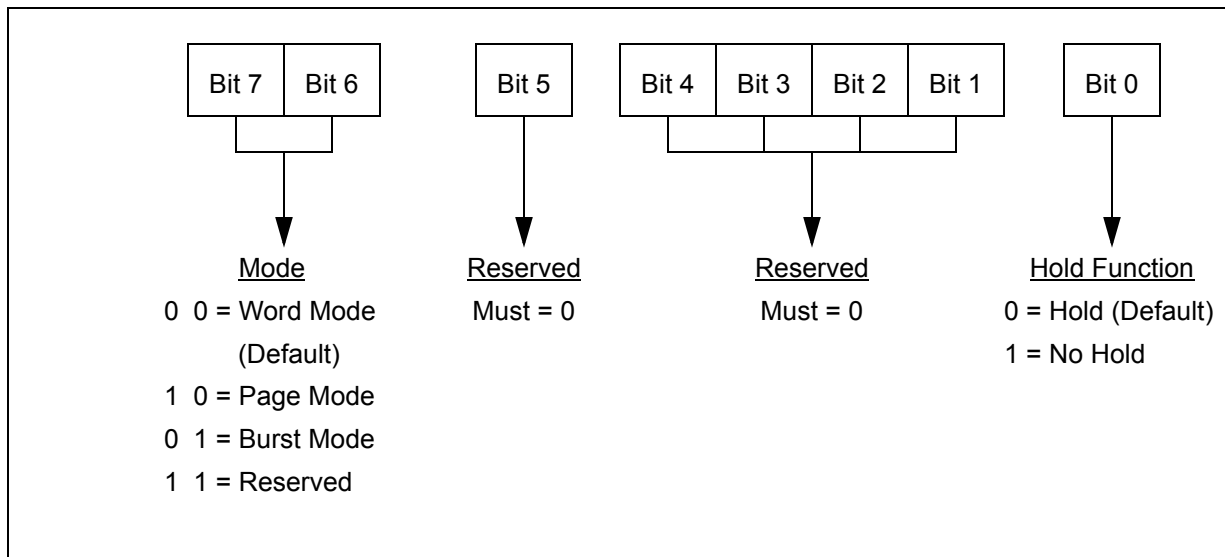 Bit 7 Bit 6 Bit 5 Bit 4 Bit 3 Bit 2 Bit 1 Bit 0
Mode
0 0 = Word Mode
(Default)
1 0 = Page Mode
0 1 = Burst Mode
1 1 = Reserved
Reserved
Must = 0
Reserved
Must = 0
Hold Function
0 = Hold (Default)
1 = No Hold